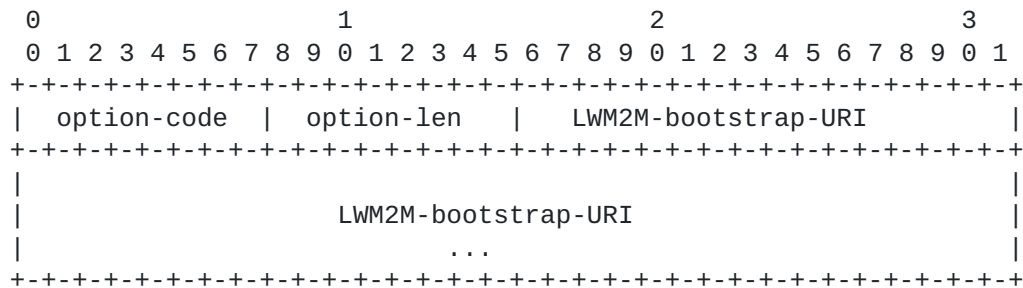 0                   1                   2                   3
 0 1 2 3 4 5 6 7 8 9 0 1 2 3 4 5 6 7 8 9 0 1 2 3 4 5 6 7 8 9 0 1
+-+-+-+-+-+-+-+-+-+-+-+-+-+-+-+-+-+-+-+-+-+-+-+-+-+-+-+-+-+-+-+-+
|  option-code  |  option-len   |   LWM2M-bootstrap-URI         |
+-+-+-+-+-+-+-+-+-+-+-+-+-+-+-+-+-+-+-+-+-+-+-+-+-+-+-+-+-+-+-+-+
|                                                               |
|                    LWM2M-bootstrap-URI                        |
|                           ...                                 |
+-+-+-+-+-+-+-+-+-+-+-+-+-+-+-+-+-+-+-+-+-+-+-+-+-+-+-+-+-+-+-+-+